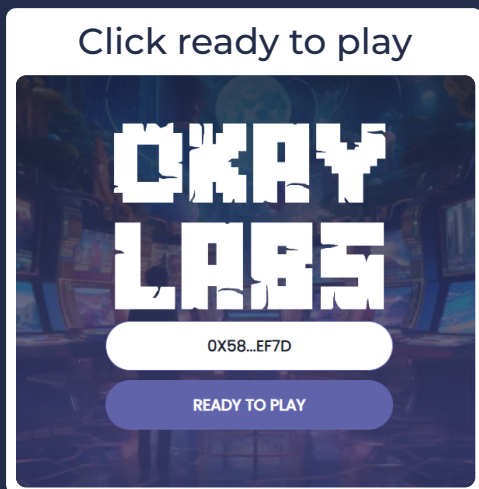 Click ready to play
OKAY
LABS
0X58...EF7D
READY TO PLAY